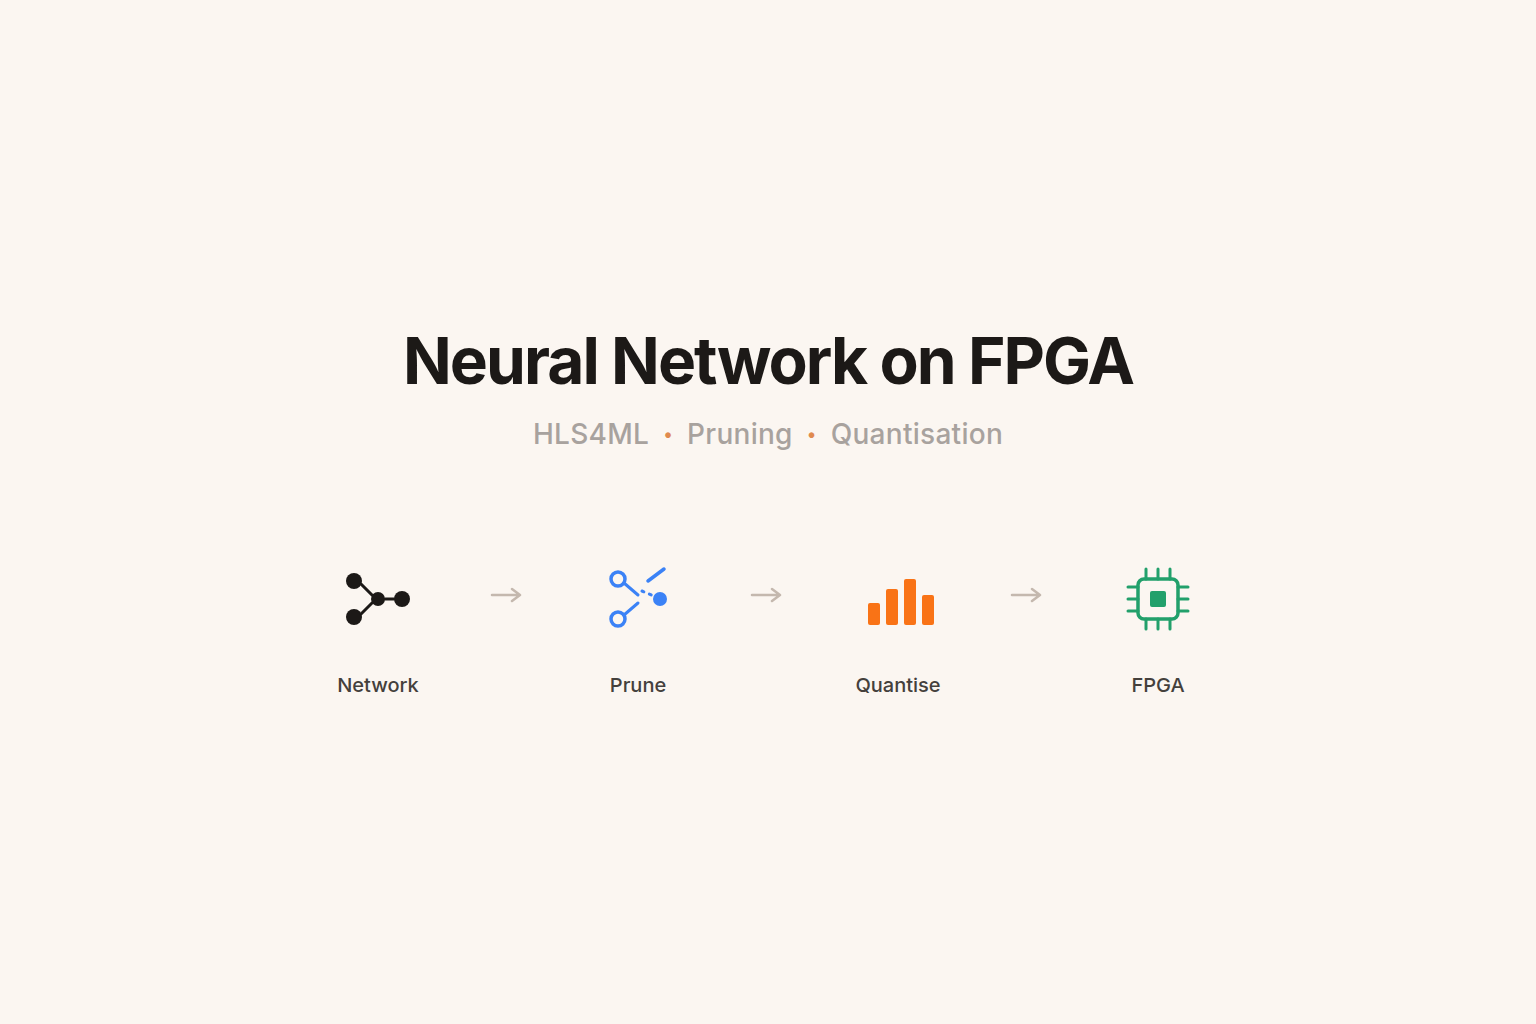 Neural Network on FPGA
HLS4ML • Pruning • Quantisation
Network
Prune
Quantise
FPGA